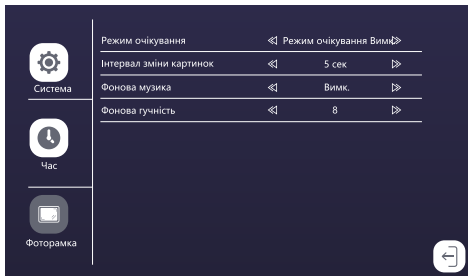 Режим очікування Режим очікування Вимк
Інтервал зміни картинок 5 сек
Фонова музика Вимк.
Фонова гучність 8
Система
Час
Фоторамка